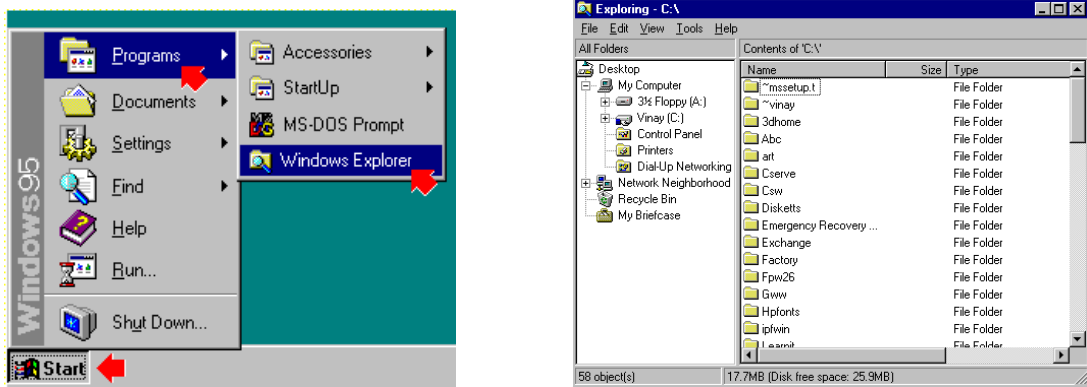 Windows95
Programs
Documents
Settings
Find
Help
Run...
Shut Down...
Start
Accessories
StartUp
MS-DOS Prompt
Windows Explorer
Exploring - C:\
File Edit View Tools Help
All Folders
Contents of 'C:\'
Desktop
My Computer
3½ Floppy (A:)
Vinay (C:)
Control Panel
Printers
Dial-Up Networking
Network Neighborhood
Recycle Bin
My Briefcase
Name Size Type
~mssetup.t File Folder
~vinay File Folder
3dhome File Folder
Abc File Folder
art File Folder
Cserve File Folder
Csw File Folder
Disketts File Folder
Emergency Recovery ... File Folder
Exchange File Folder
Factory File Folder
Fpw26 File Folder
Gww File Folder
Hpfonts File Folder
ipfwin File Folder
Learnit File Folder
58 object(s) 17.7MB (Disk free space: 25.9MB)